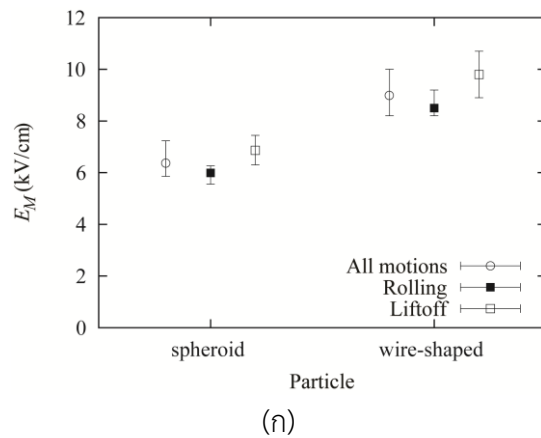 12
10
8
6
4
2
0
E_M (kV/cm)
All motions
Rolling
Liftoff
spheroid wire-shaped
Particle
(ก)